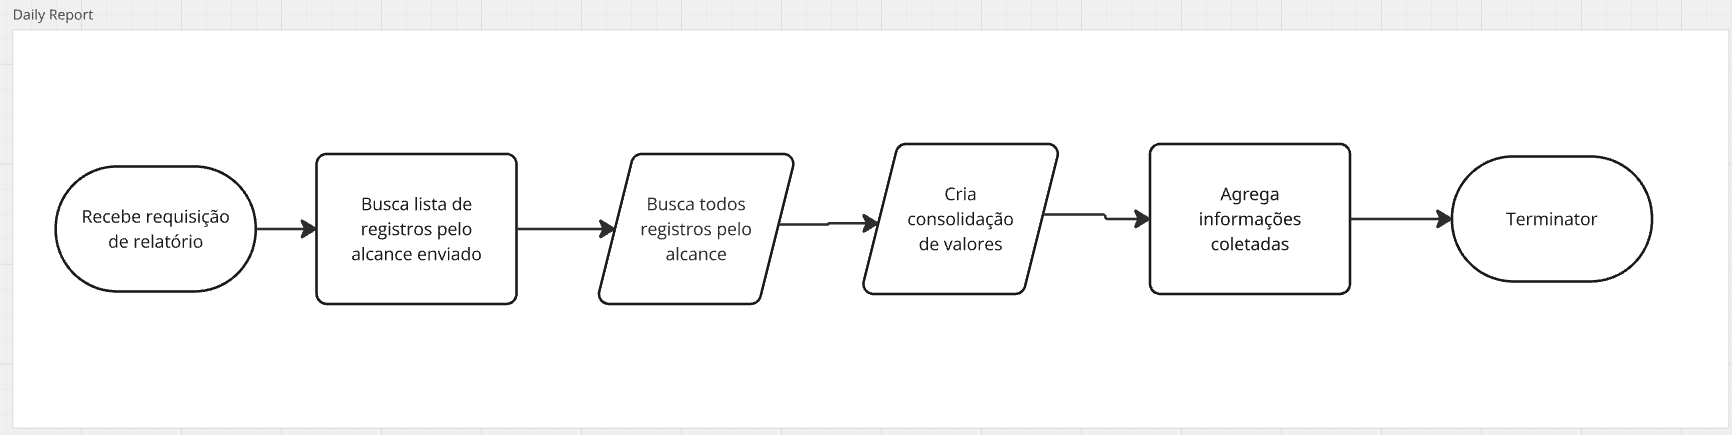 Daily Report
Recebe requisição
de relatório
Busca lista de
registros pelo
alcance enviado
Busca todos
registros pelo
alcance
Cria
consolidação
de valores
Agrega
informações
coletadas
Terminator